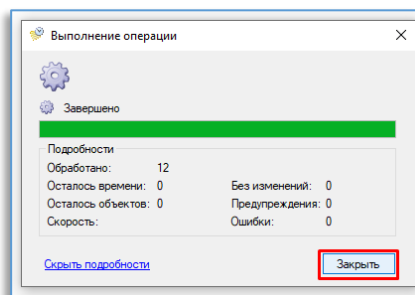 Выполнение операции
Завершено
Подробности
Обработано: 12
Осталось времени: 0 Без изменений: 0
Осталось объектов: 0 Предупреждения: 0
Скорость: Ошибки: 0
Скрыть подробности Закрыть